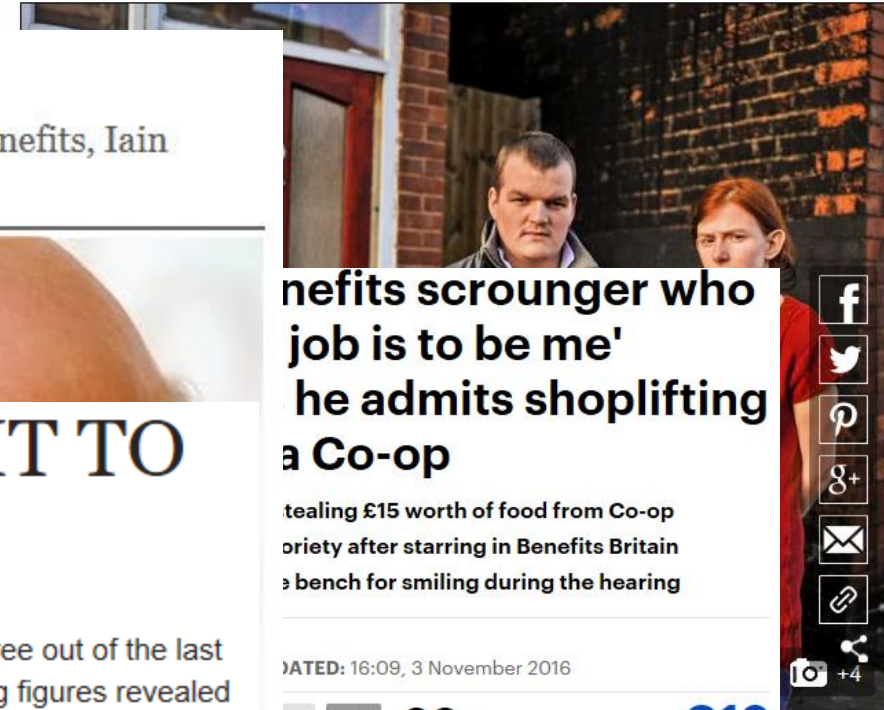 nefits, Iain
IT TO
ee out of the last
g figures revealed
nefits scrounger who
job is to be me'
he admits shoplifting
a Co-op
tealing £15 worth of food from Co-op
oriety after starring in Benefits Britain
e bench for smiling during the hearing
DATED: 16:09, 3 November 2016
f
g+
+4